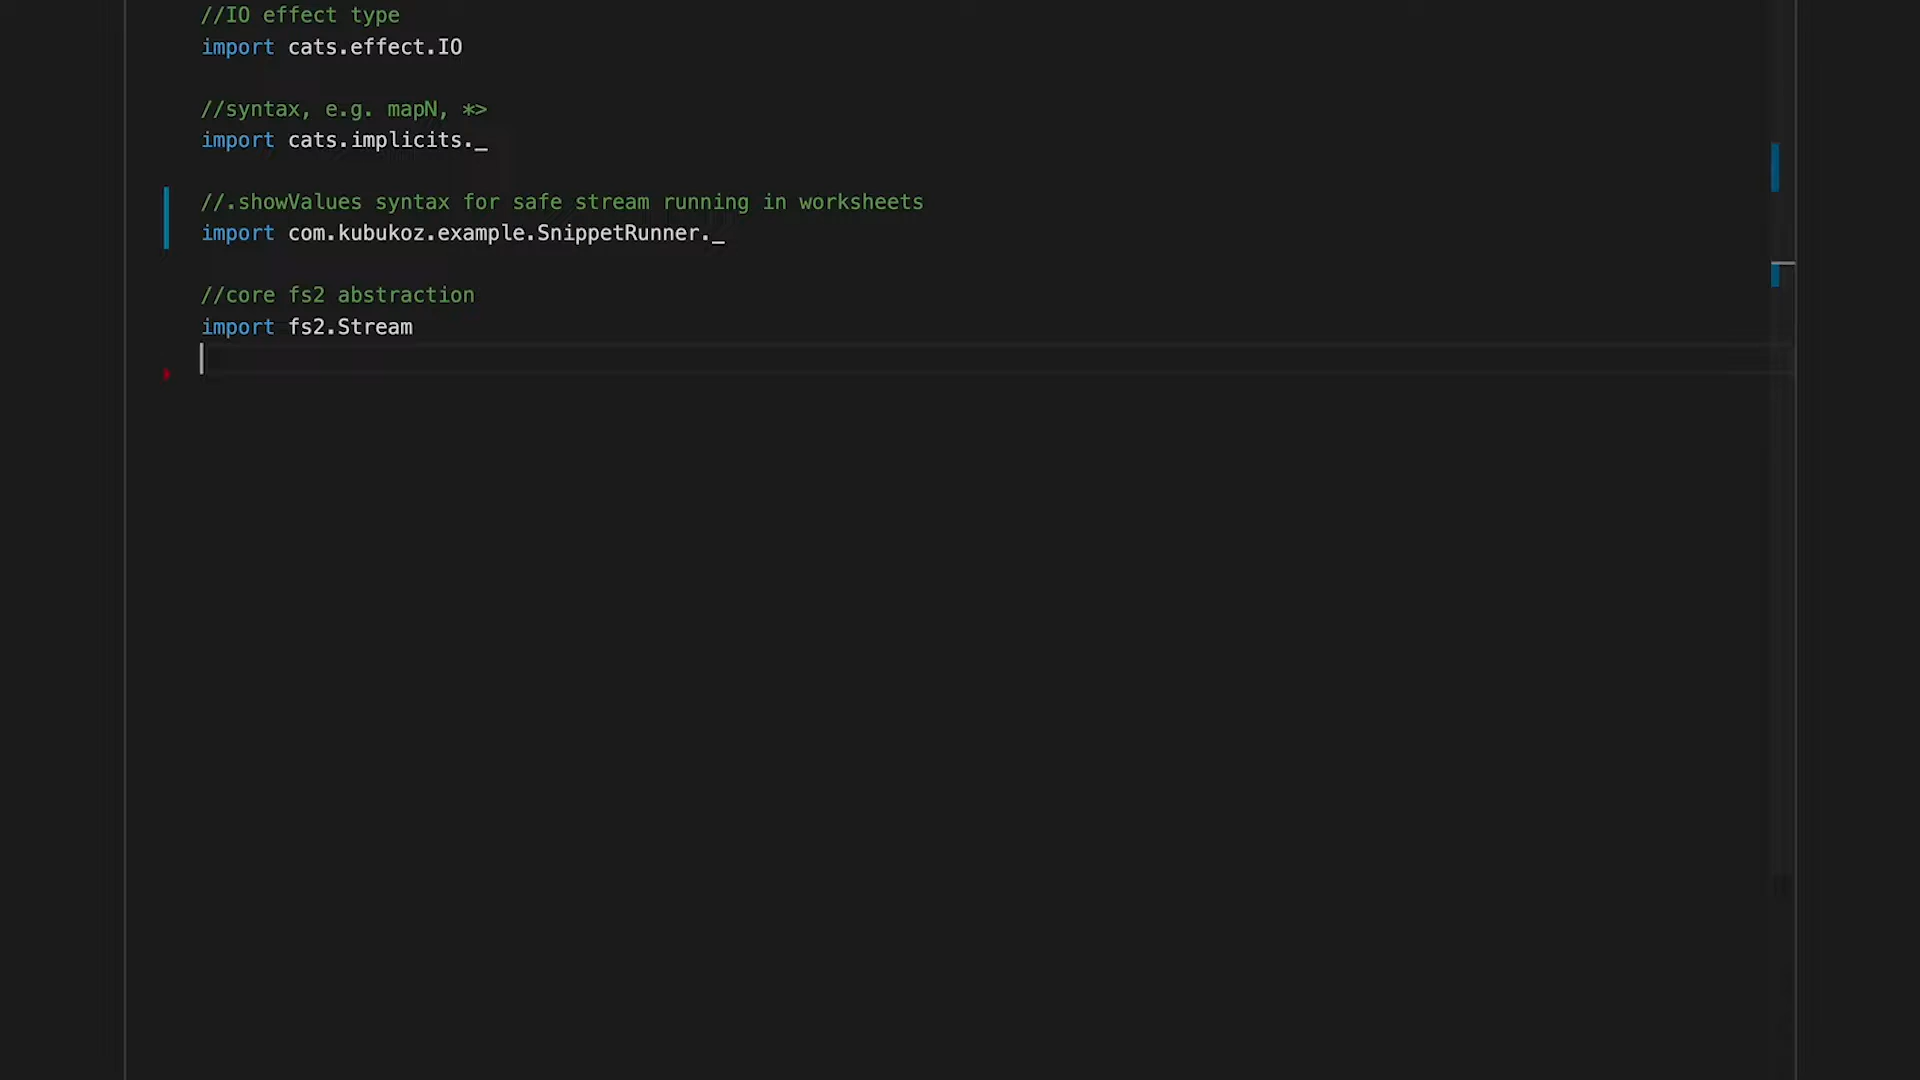 //IO effect type
import cats.effect.IO
//syntax, e.g. mapN, *>
import cats.implicits._
//.showValues syntax for safe stream running in worksheets
import com.kubukoz.example.SnippetRunner._
//core fs2 abstraction
import fs2.Stream